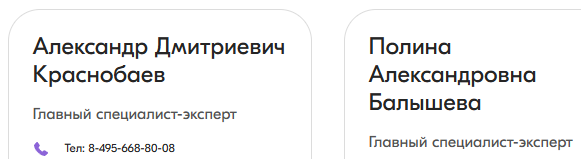 Александр Дмитриевич
Краснобаев
Главный специалист-эксперт
Тел: 8-495-668-80-08
Полина
Александровна
Балышева
Главный специалист-эксперт